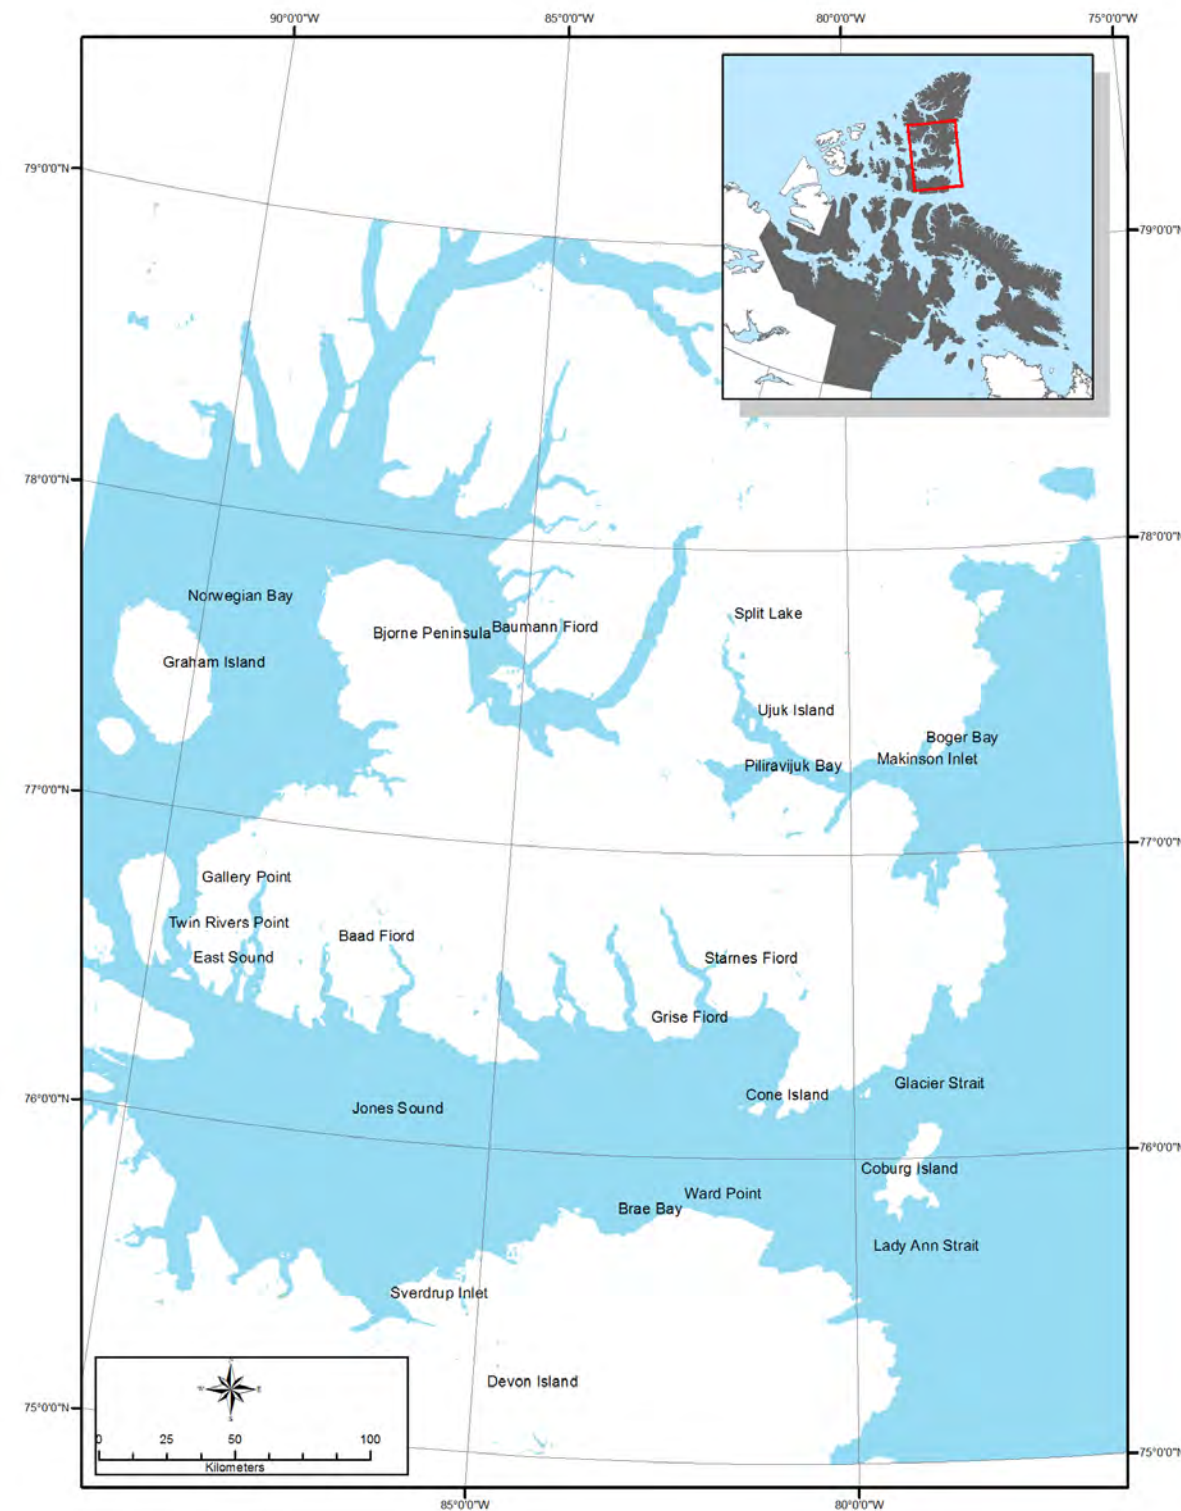 90°0'0"W
85°0'0"W
80°0'0"W
75°0'0"W
79°0'0"N
79°0'0"N
78°0'0"N
78°0'0"N
Norwegian Bay
Split Lake
Bjorne Peninsula
Baumann Fiord
Graham Island
Ujuk Island
Boger Bay
Makinson Inlet
Piliravijuk Bay
77°0'0"N
77°0'0"N
Gallery Point
Twin Rivers Point
Baad Fiord
East Sound
Starnes Fiord
Grise Fiord
Glacier Strait
Cone Island
76°0'0"N
Jones Sound
76°0'0"N
Coburg Island
Ward Point
Brae Bay
Lady Ann Strait
Sverdrup Inlet
Devon Island
75°0'0"N
N
W
E
S
0 25 50 100
Kilometers
75°0'0"N
85°0'0"W
80°0'0"W